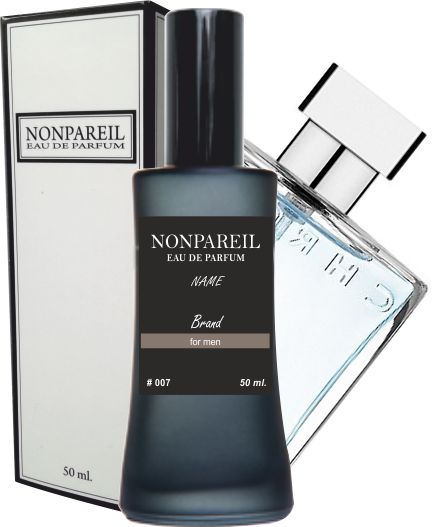 NONPAREIL
EAU DE PARFUM
50 ml.
NONPAREIL
EAU DE PARFUM
NAME
Brand
for men
# 007
50 ml.